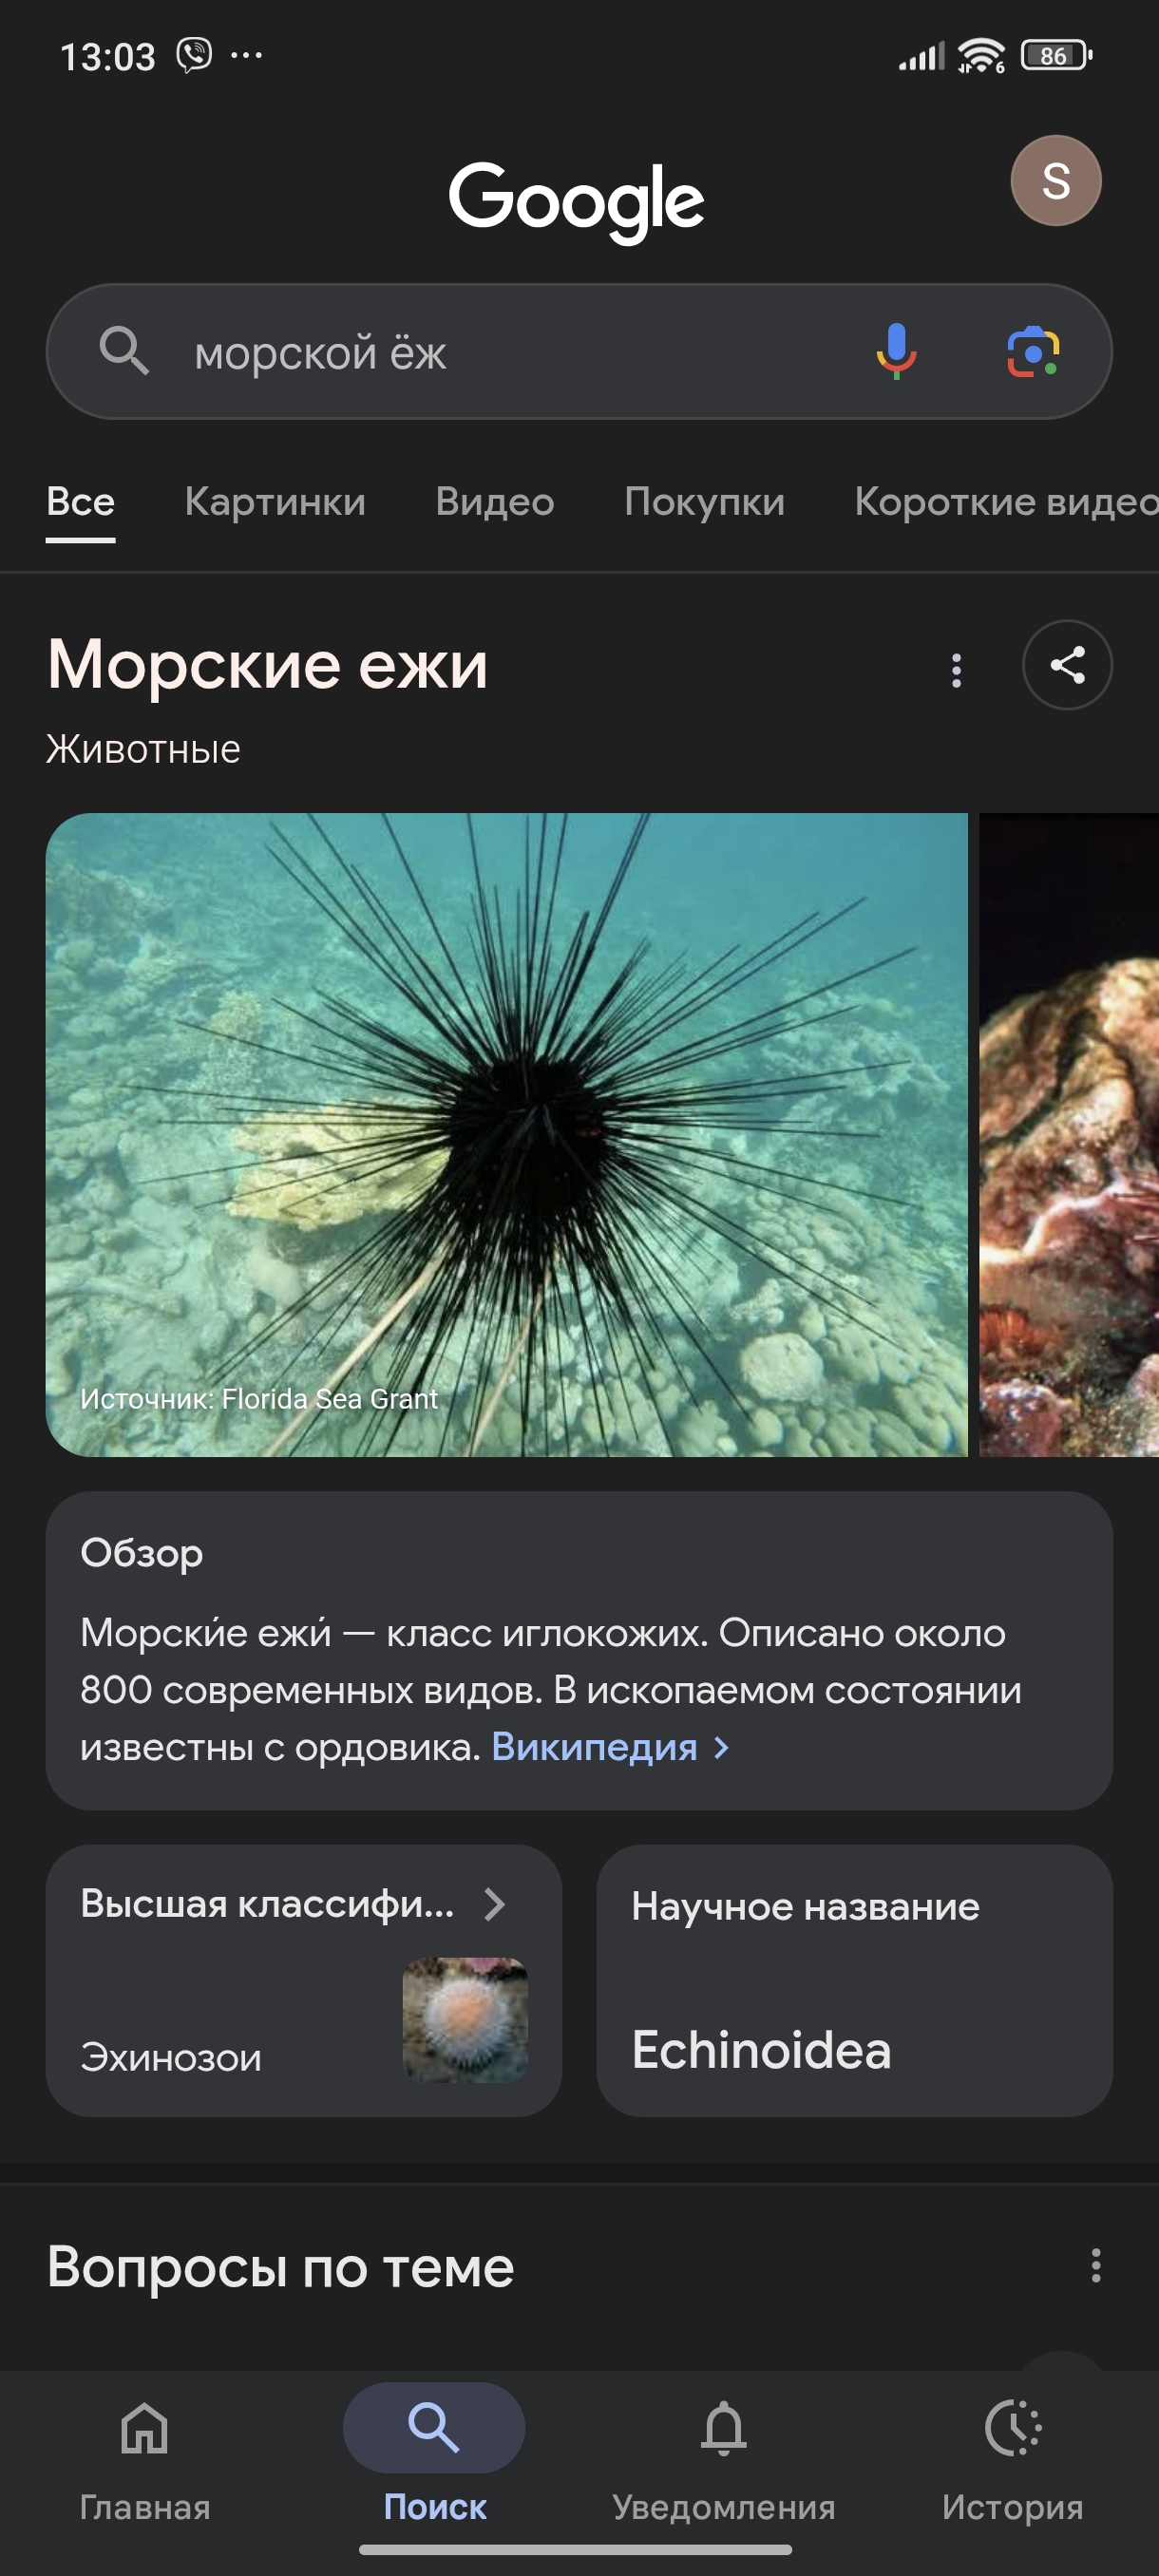 13:03
86
Google
S
морской ёж
Все Картинки Видео Покупки Короткие видео
Морские ежи
Животные
Источник: Florida Sea Grant
Обзор
Морски́е ежи́ — класс иглокожих. Описано около
800 современных видов. В ископаемом состоянии
известны с ордовика. Википедия
Высшая классифи...
Эхинозои
Научное название
Echinoidea
Вопросы по теме
Главная Поиск Уведомления История